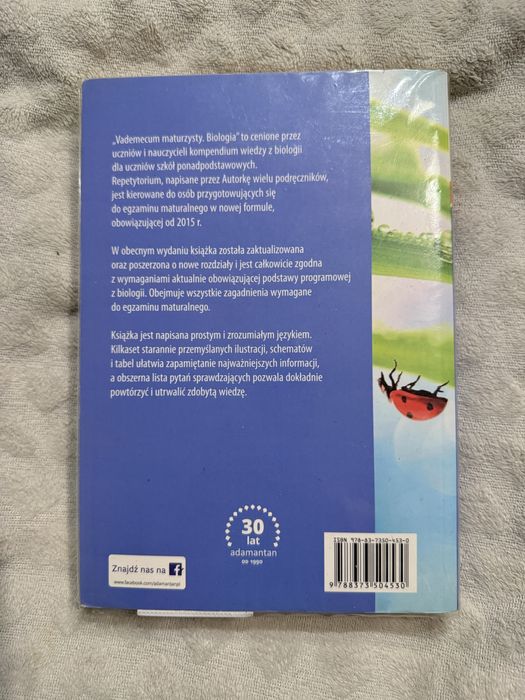 „Vademecum maturzysty. Biologia” to cenione przez
uczniów i nauczycieli kompendium wiedzy z biologii
dla uczniów szkół ponadpodstawowych.
Repetytorium, napisane przez Autorkę wielu podręczników,
jest kierowane do osób przygotowujących się
do egzaminu maturalnego w nowej formule,
obowiązującej od 2015 r.
W obecnym wydaniu książka została zaktualizowana
oraz poszerzona o nowe rozdziały i jest całkowicie zgodna
z wymaganiami aktualnie obowiązującej podstawy programowej
z biologii. Obejmuje wszystkie zagadnienia wymagane
do egzaminu maturalnego.
Książka jest napisana prostym i zrozumiałym językiem.
Kilkaset starannie przemyślanych ilustracji, schematów
i tabel ułatwia zapamiętanie najważniejszych informacji,
a obszerna lista pytań sprawdzających pozwala dokładnie
powtórzyć i utrwalić zdobytą wiedzę.
30
lat
adamantan
od 1990
Znajdź nas na f
www.facebook.com/adamantanpl
ISBN 978-83-7350-453-0
9 788373 504530